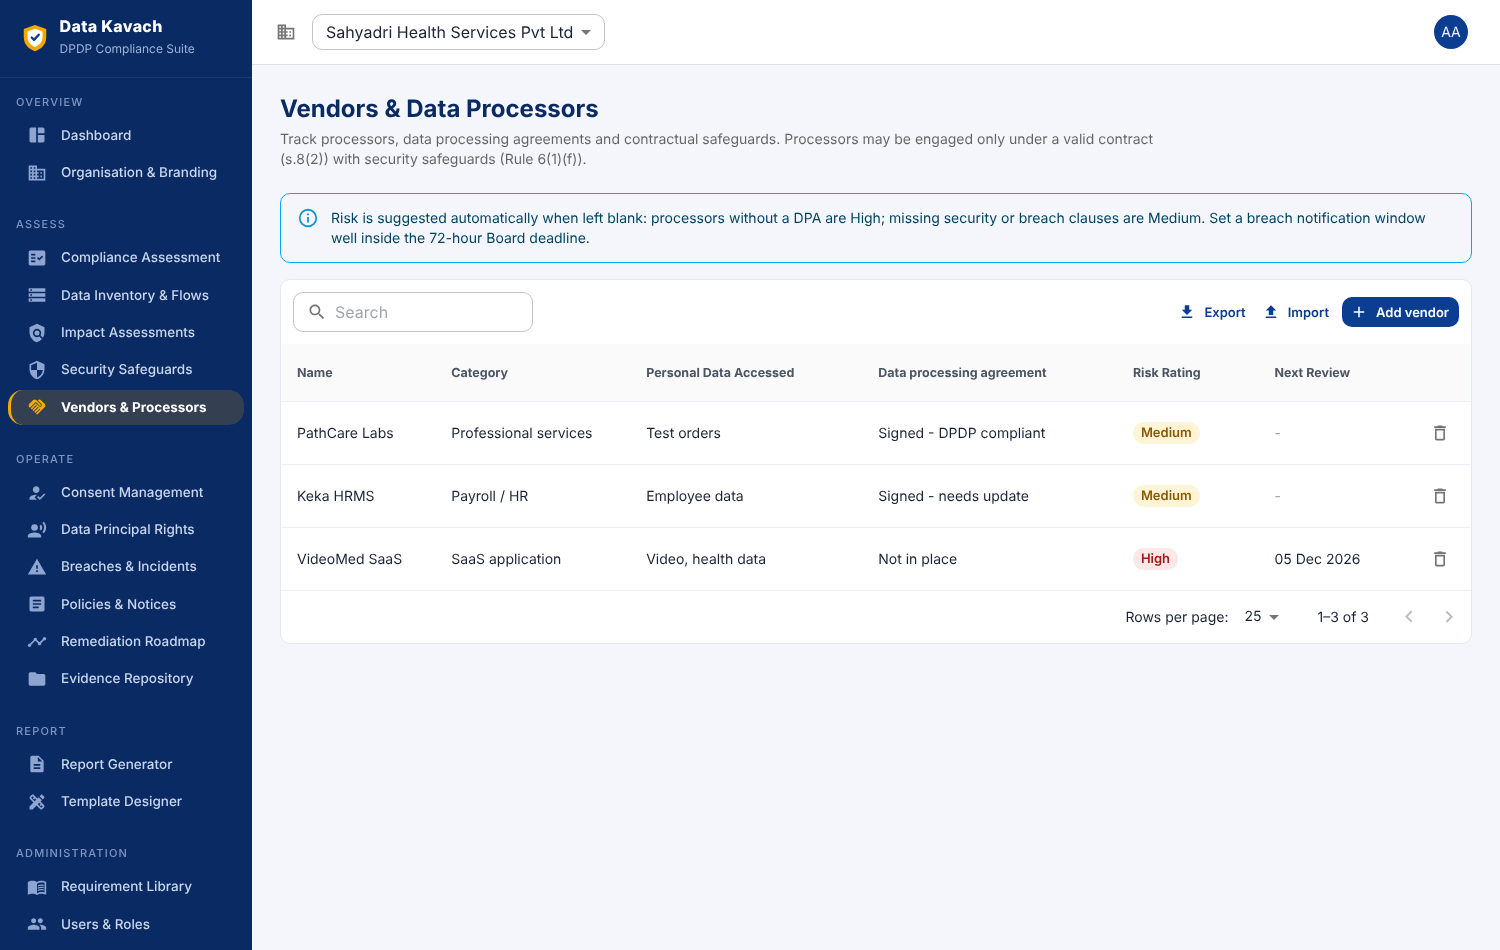 Data Kavach
DPDP Compliance Suite
OVERVIEW
Dashboard
Organisation & Branding
ASSESS
Compliance Assessment
Data Inventory & Flows
Impact Assessments
Security Safeguards
Vendors & Processors
OPERATE
Consent Management
Data Principal Rights
Breaches & Incidents
Policies & Notices
Remediation Roadmap
Evidence Repository
REPORT
Report Generator
Template Designer
ADMINISTRATION
Requirement Library
Users & Roles
Sahyadri Health Services Pvt Ltd
AA
Vendors & Data Processors
Track processors, data processing agreements and contractual safeguards. Processors may be engaged only under a valid contract
(s.8(2)) with security safeguards (Rule 6(1)(f)).
Risk is suggested automatically when left blank: processors without a DPA are High; missing security or breach clauses are Medium. Set a breach notification window
well inside the 72-hour Board deadline.
Search
Export Import Add vendor
Name Category Personal Data Accessed Data processing agreement Risk Rating Next Review
PathCare Labs Professional services Test orders Signed - DPDP compliant Medium -
Keka HRMS Payroll / HR Employee data Signed - needs update Medium -
VideoMed SaaS SaaS application Video, health data Not in place High 05 Dec 2026
Rows per page: 25 1–3 of 3